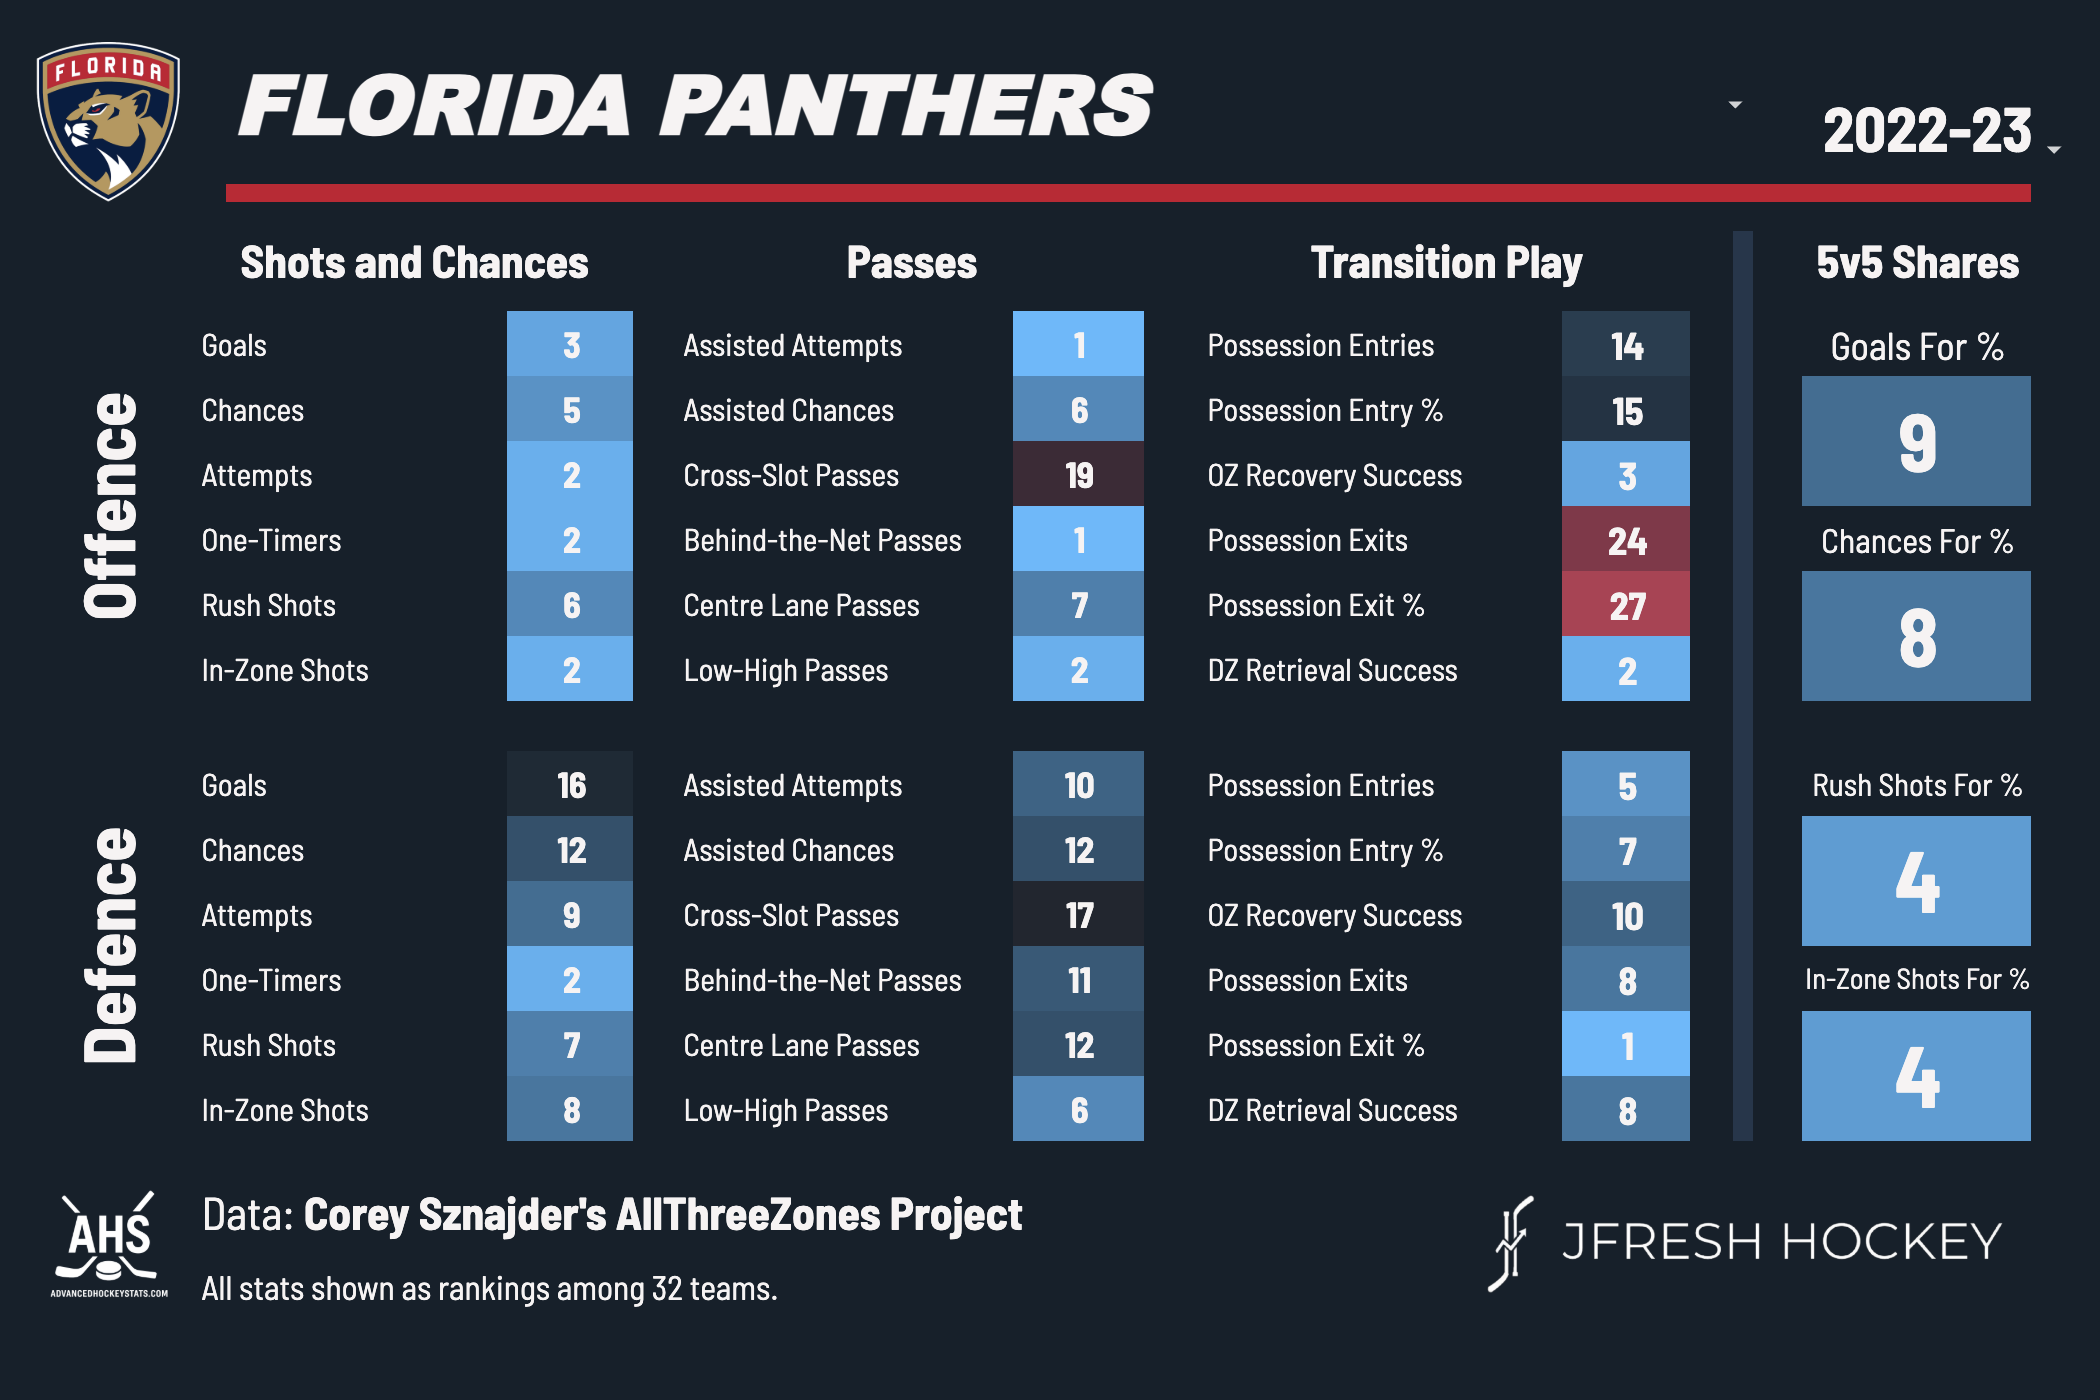 FLORIDA
FLORIDA PANTHERS
2022-23
Shots and Chances
Passes
Transition Play
5v5 Shares
Offence
Goals 3 Assisted Attempts 1 Possession Entries 14
Chances 5 Assisted Chances 6 Possession Entry % 15
Attempts 2 Cross-Slot Passes 19 OZ Recovery Success 3
One-Timers 2 Behind-the-Net Passes 1 Possession Exits 24
Rush Shots 6 Centre Lane Passes 7 Possession Exit % 27
In-Zone Shots 2 Low-High Passes 2 DZ Retrieval Success 2
Goals For %
9
Chances For %
8
Defence
Goals 16 Assisted Attempts 10 Possession Entries 5
Chances 12 Assisted Chances 12 Possession Entry % 7
Attempts 9 Cross-Slot Passes 17 OZ Recovery Success 10
One-Timers 2 Behind-the-Net Passes 11 Possession Exits 8
Rush Shots 7 Centre Lane Passes 12 Possession Exit % 1
In-Zone Shots 8 Low-High Passes 6 DZ Retrieval Success 8
Rush Shots For %
4
In-Zone Shots For %
4
AHS
ADVANCEDHOCKEYSTATS.COM
Data: Corey Sznajder's AllThreeZones Project
All stats shown as rankings among 32 teams.
JFRESH HOCKEY